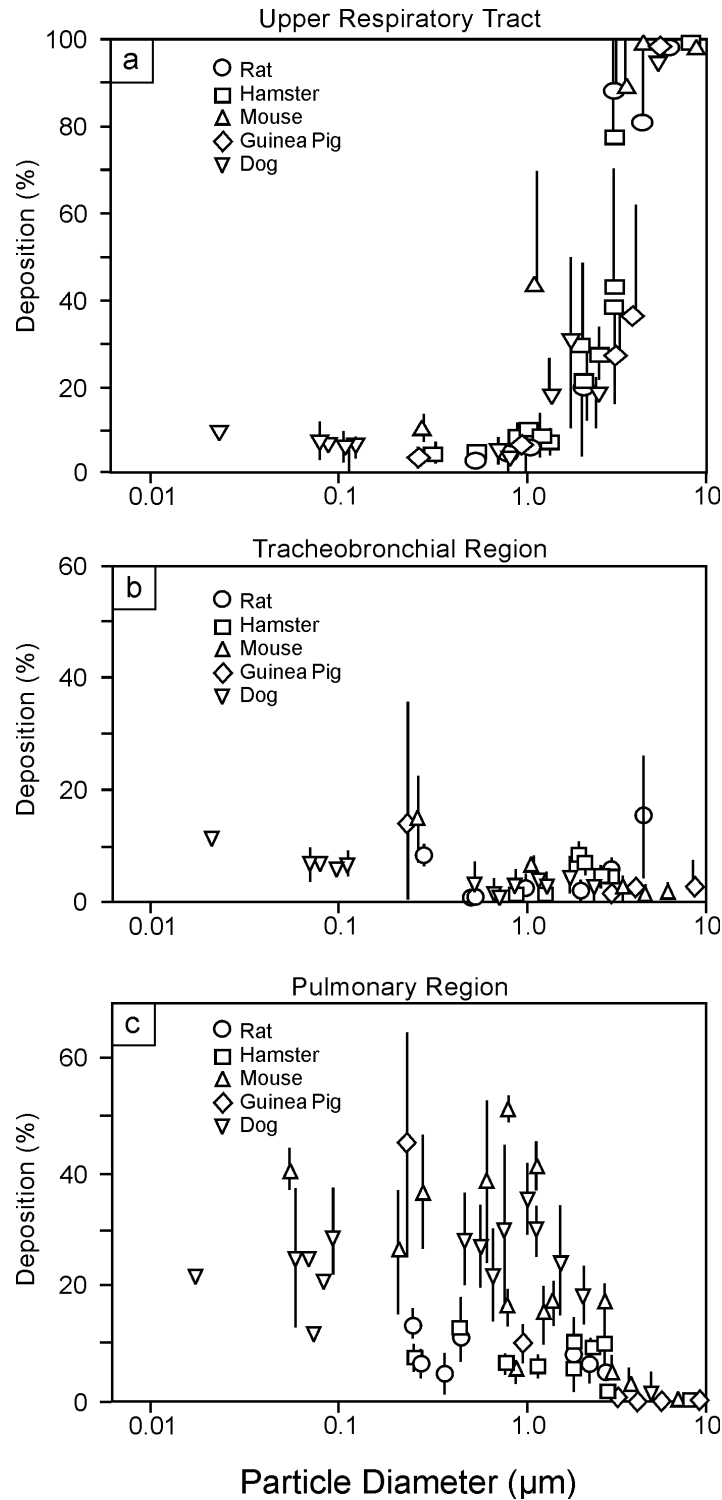 Upper Respiratory Tract
a
Rat
Hamster
Mouse
Guinea Pig
Dog
Deposition (%)
100
80
60
40
20
0
0.01
0.1
1.0
10
Tracheobronchial Region
b
Rat
Hamster
Mouse
Guinea Pig
Dog
Deposition (%)
60
40
20
0
0.01
0.1
1.0
10
Pulmonary Region
c
Rat
Hamster
Mouse
Guinea Pig
Dog
Deposition (%)
60
40
20
0
0.01
0.1
1.0
10
Particle Diameter (μm)